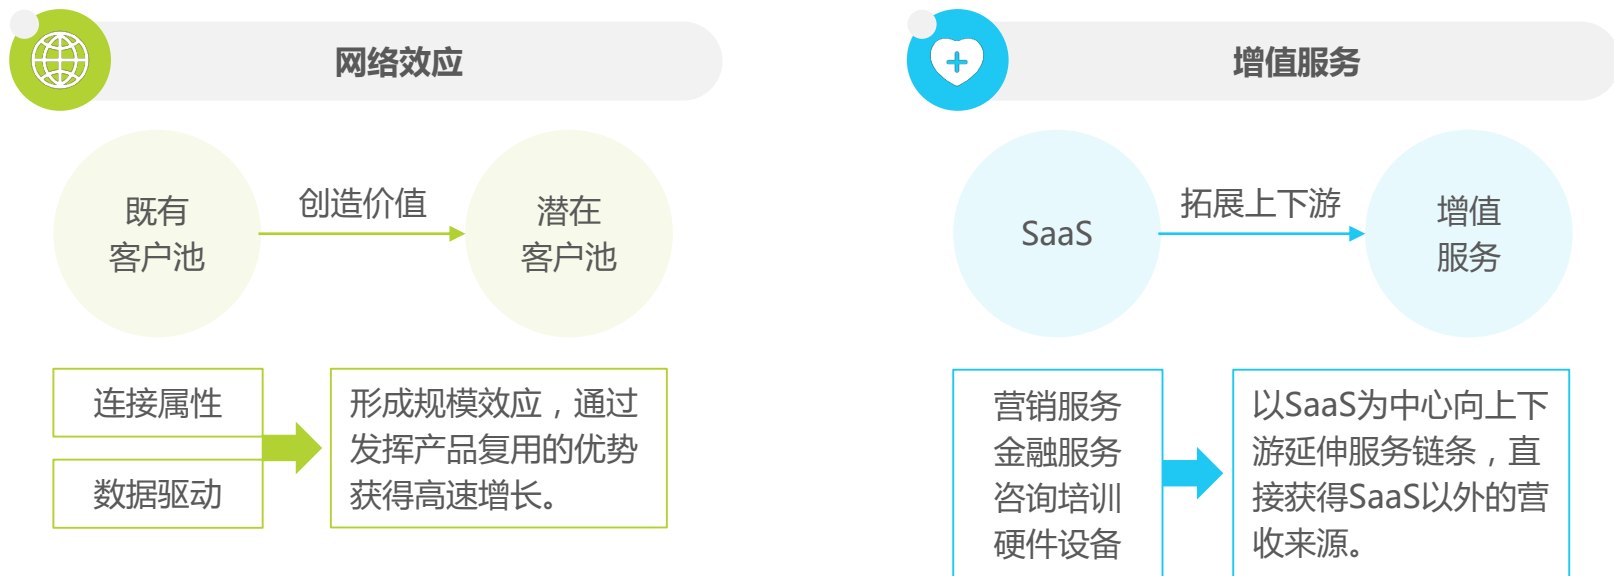 网络效应
既有
客户池
创造价值
潜在
客户池
连接属性
数据驱动
形成规模效应，通过
发挥产品复用的优势
获得高速增长。
增值服务
SaaS
拓展上下游
增值
服务
营销服务
金融服务
咨询培训
硬件设备
以SaaS为中心向上下
游延伸服务链条，直
接获得SaaS以外的营
收来源。